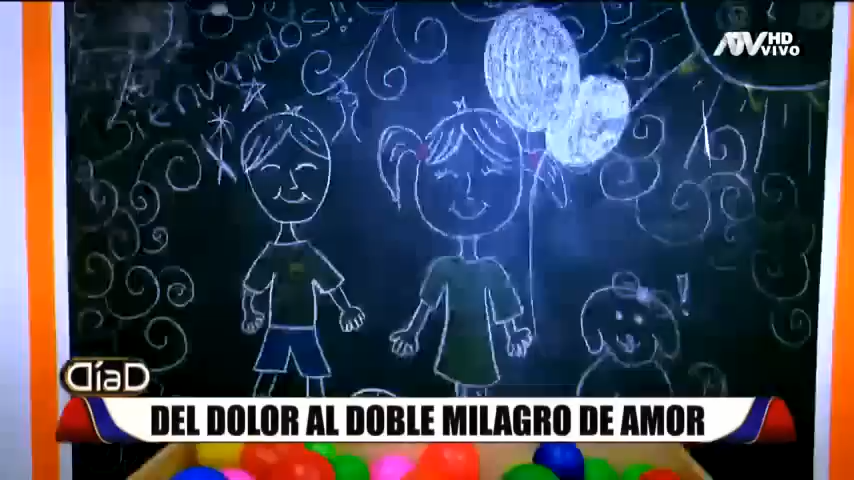 Bienvenidos!!
ATV HD
VIVO
DíaD
DEL DOLOR AL DOBLE MILAGRO DE AMOR